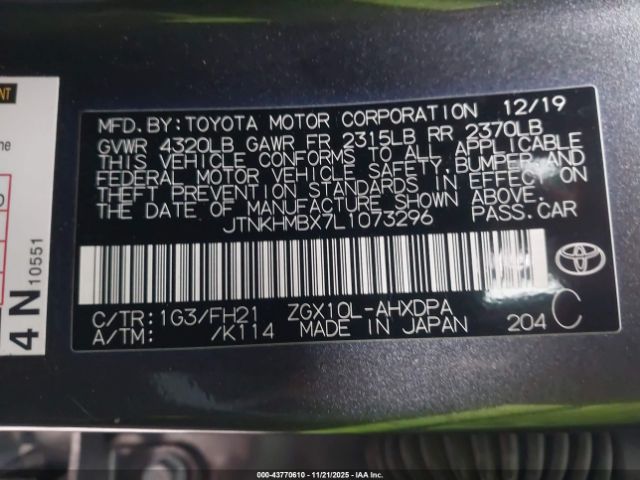 MFD.BY:TOYOTA MOTOR CORPORATION 12/19
GVWR 4320LB GAWR FR 2315LB RR 2370LB
THIS VEHICLE CONFORMS TO ALL APPLICABLE
FEDERAL MOTOR VEHICLE SAFETY,BUMPER,AND
THEFT PREVENTION STANDARDS IN EFFECT ON
THE DATE OF MANUFACTURE SHOWN ABOVE.
JTNKHMBX7L1073296 PASS.CAR
TOYOTA
C/TR:1G3/FH21 ZGX10L-AHXDPA
A/TM: /K114 MADE IN JAPAN 204 C
4N 10551
000-43770610 - 11/21/2025 - IAAI.COM